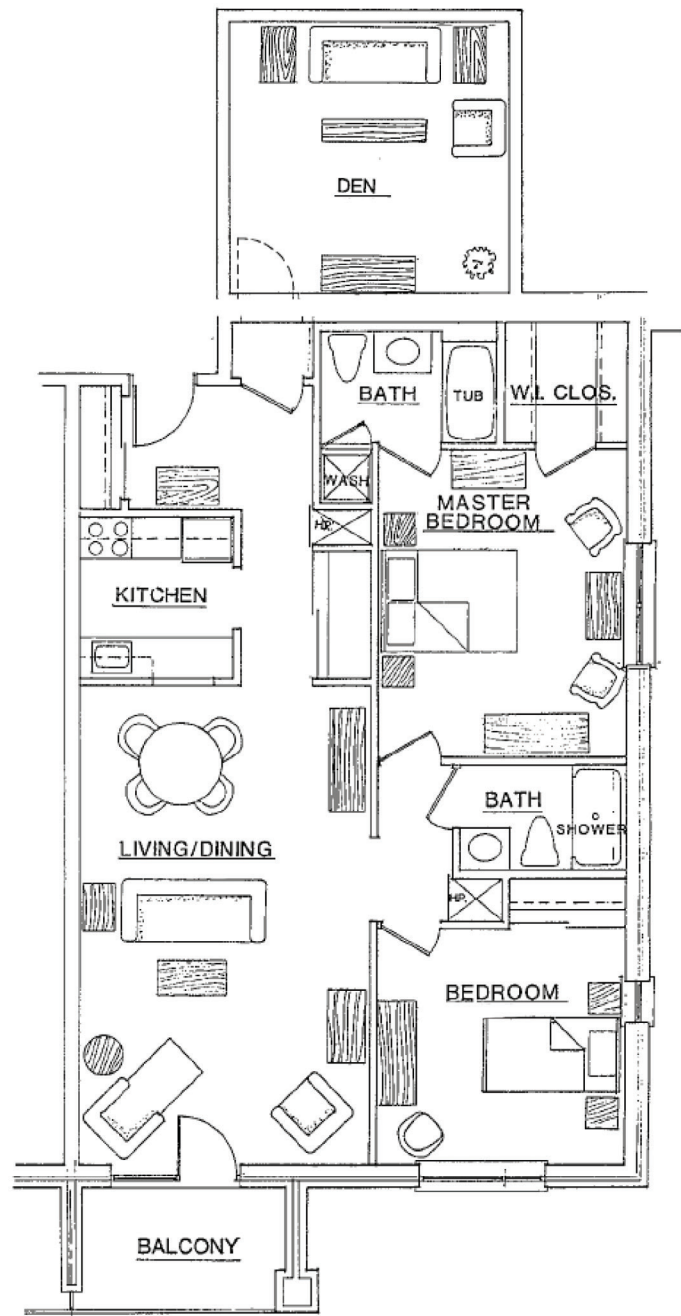 DEN
BATH
TUB
W.I. CLOS.
WASH
MASTER
BEDROOM
HP.
KITCHEN
BATH
SHOWER
LIVING/DINING
HP.
BEDROOM
BALCONY